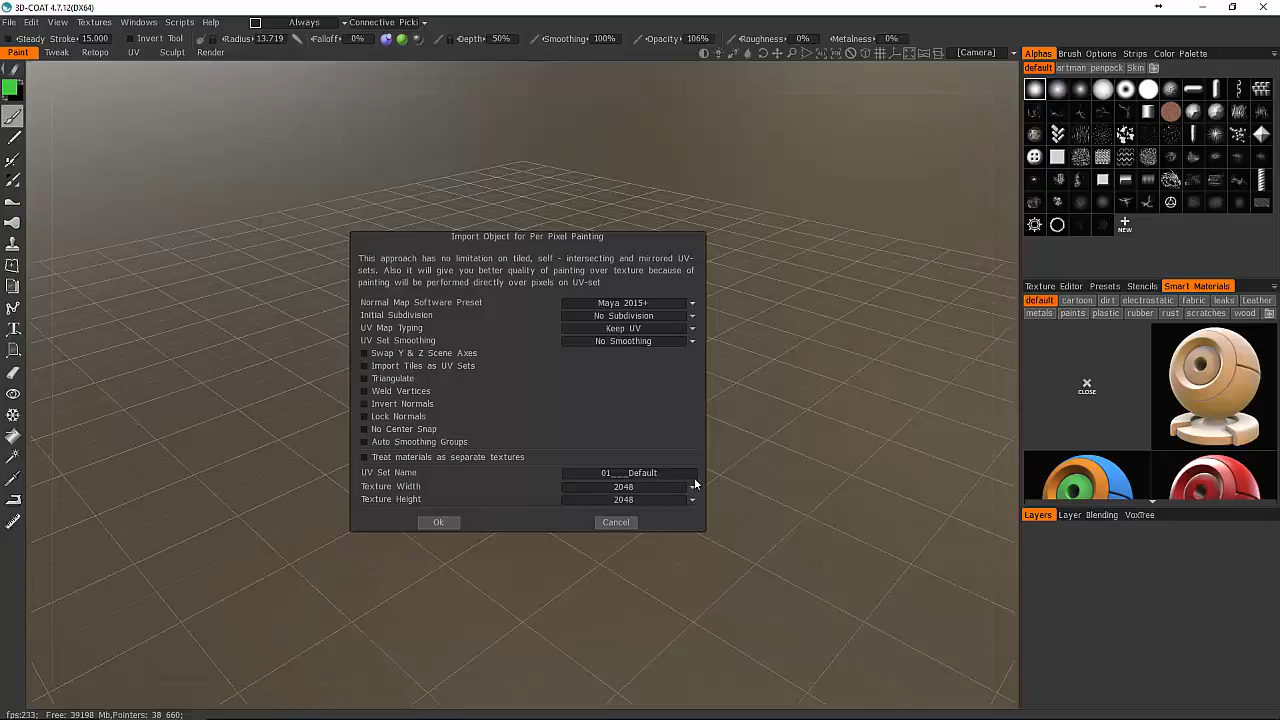 3D-COAT 4.7.12(DX64)
File Edit View Textures Windows Scripts Help Always Connective Picki
Steady Stroke 15.000 Invert Tool Radius 13.719 Falloff 0% Depth 50% Smoothing 100% Opacity 106% Roughness 0% Metalness 0%
Paint Tweak Retopo UV Sculpt Render [Camera]
Alphas Brush Options Strips Color Palette
default artman penpack Skin
NEW
Import Object for Per Pixel Painting
This approach has no limitation on tiled, self - intersecting and mirrored UV-
sets. Also it will give you better quality of painting over texture because of
painting will be performed directly over pixels on UV-set
Normal Map Software Preset Maya 2015+
Initial Subdivision No Subdivision
UV Map Typing Keep UV
UV Set Smoothing No Smoothing
Swap Y & Z Scene Axes
Import Tiles as UV Sets
Triangulate
Weld Vertices
Invert Normals
Lock Normals
No Center Snap
Auto Smoothing Groups
Treat materials as separate textures
UV Set Name 01___Default
Texture Width 2048
Texture Height 2048
Ok Cancel
Texture Editor Presets Stencils Smart Materials
default cartoon dirt electrostatic fabric leaks Leather
metals paints plastic rubber rust scratches wood
CLOSE
Layers Layer Blending VoxTree
fps:233; Free: 39198 Mb,Pointers: 38 660;